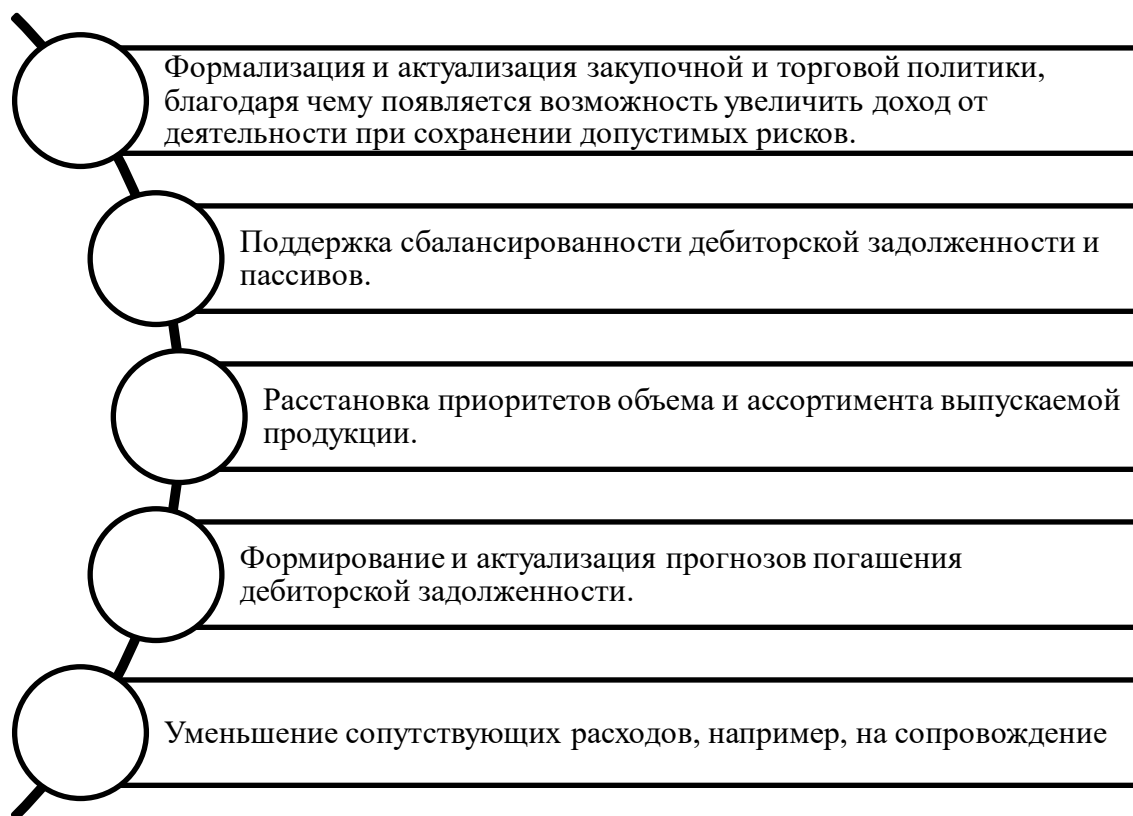 Формализация и актуализация закупочной и торговой политики,
благодаря чему появляется возможность увеличить доход от
деятельности при сохранении допустимых рисков.
Поддержка сбалансированности дебиторской задолженности и
пассивов.
Расстановка приоритетов объема и ассортимента выпускаемой
продукции.
Формирование и актуализация прогнозов погашения
дебиторской задолженности.
Уменьшение сопутствующих расходов, например, на сопровождение